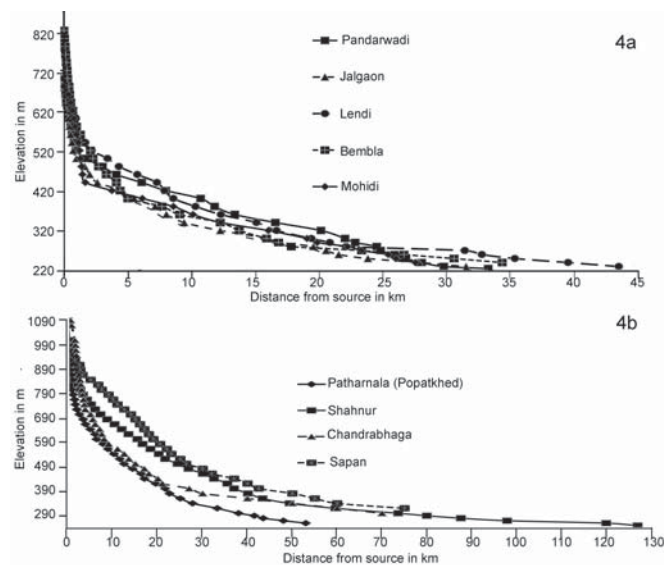 4a
820
720
620
520
420
320
220
Elevation in m
Pandarwadi
Jalgaon
Lendi
Bembla
Mohidi
0 5 10 15 20 25 30 35 40 45
Distance from source in km
4b
1090
990
890
790
690
590
490
390
290
Elevation in m
Patharnala (Popatkhed)
Shahnur
Chandrabhaga
Sapan
0 10 20 30 40 50 60 70 80 90 100 110 120 130
Distance from source in km